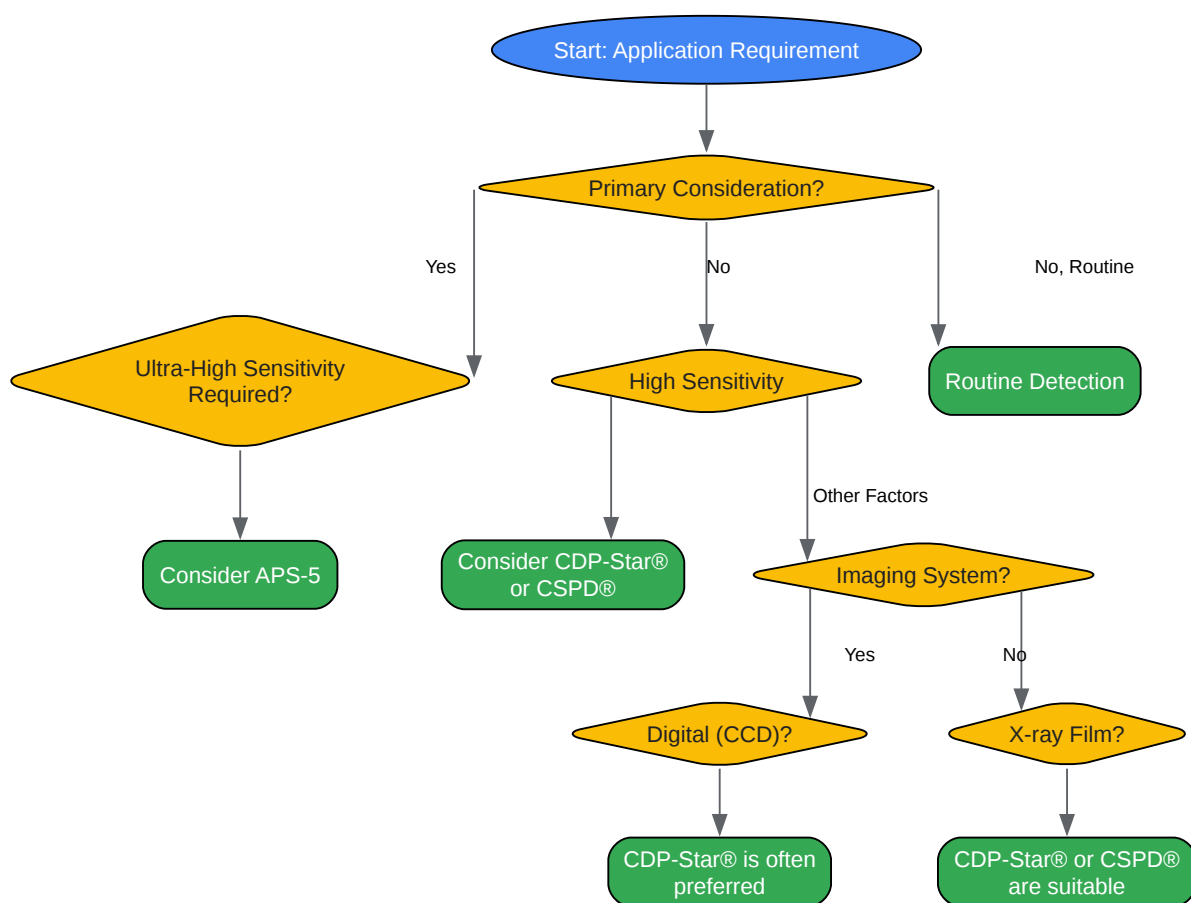 Start: Application Requirement
Primary Consideration?
Yes
No
No, Routine
Ultra-High Sensitivity
Required?
High Sensitivity
Routine Detection
Other Factors
Consider APS-5
Consider CDP-Star®
or CSPD®
Imaging System?
Yes
No
Digital (CCD)?
X-ray Film?
CDP-Star® is often
preferred
CDP-Star® or CSPD®
are suitable